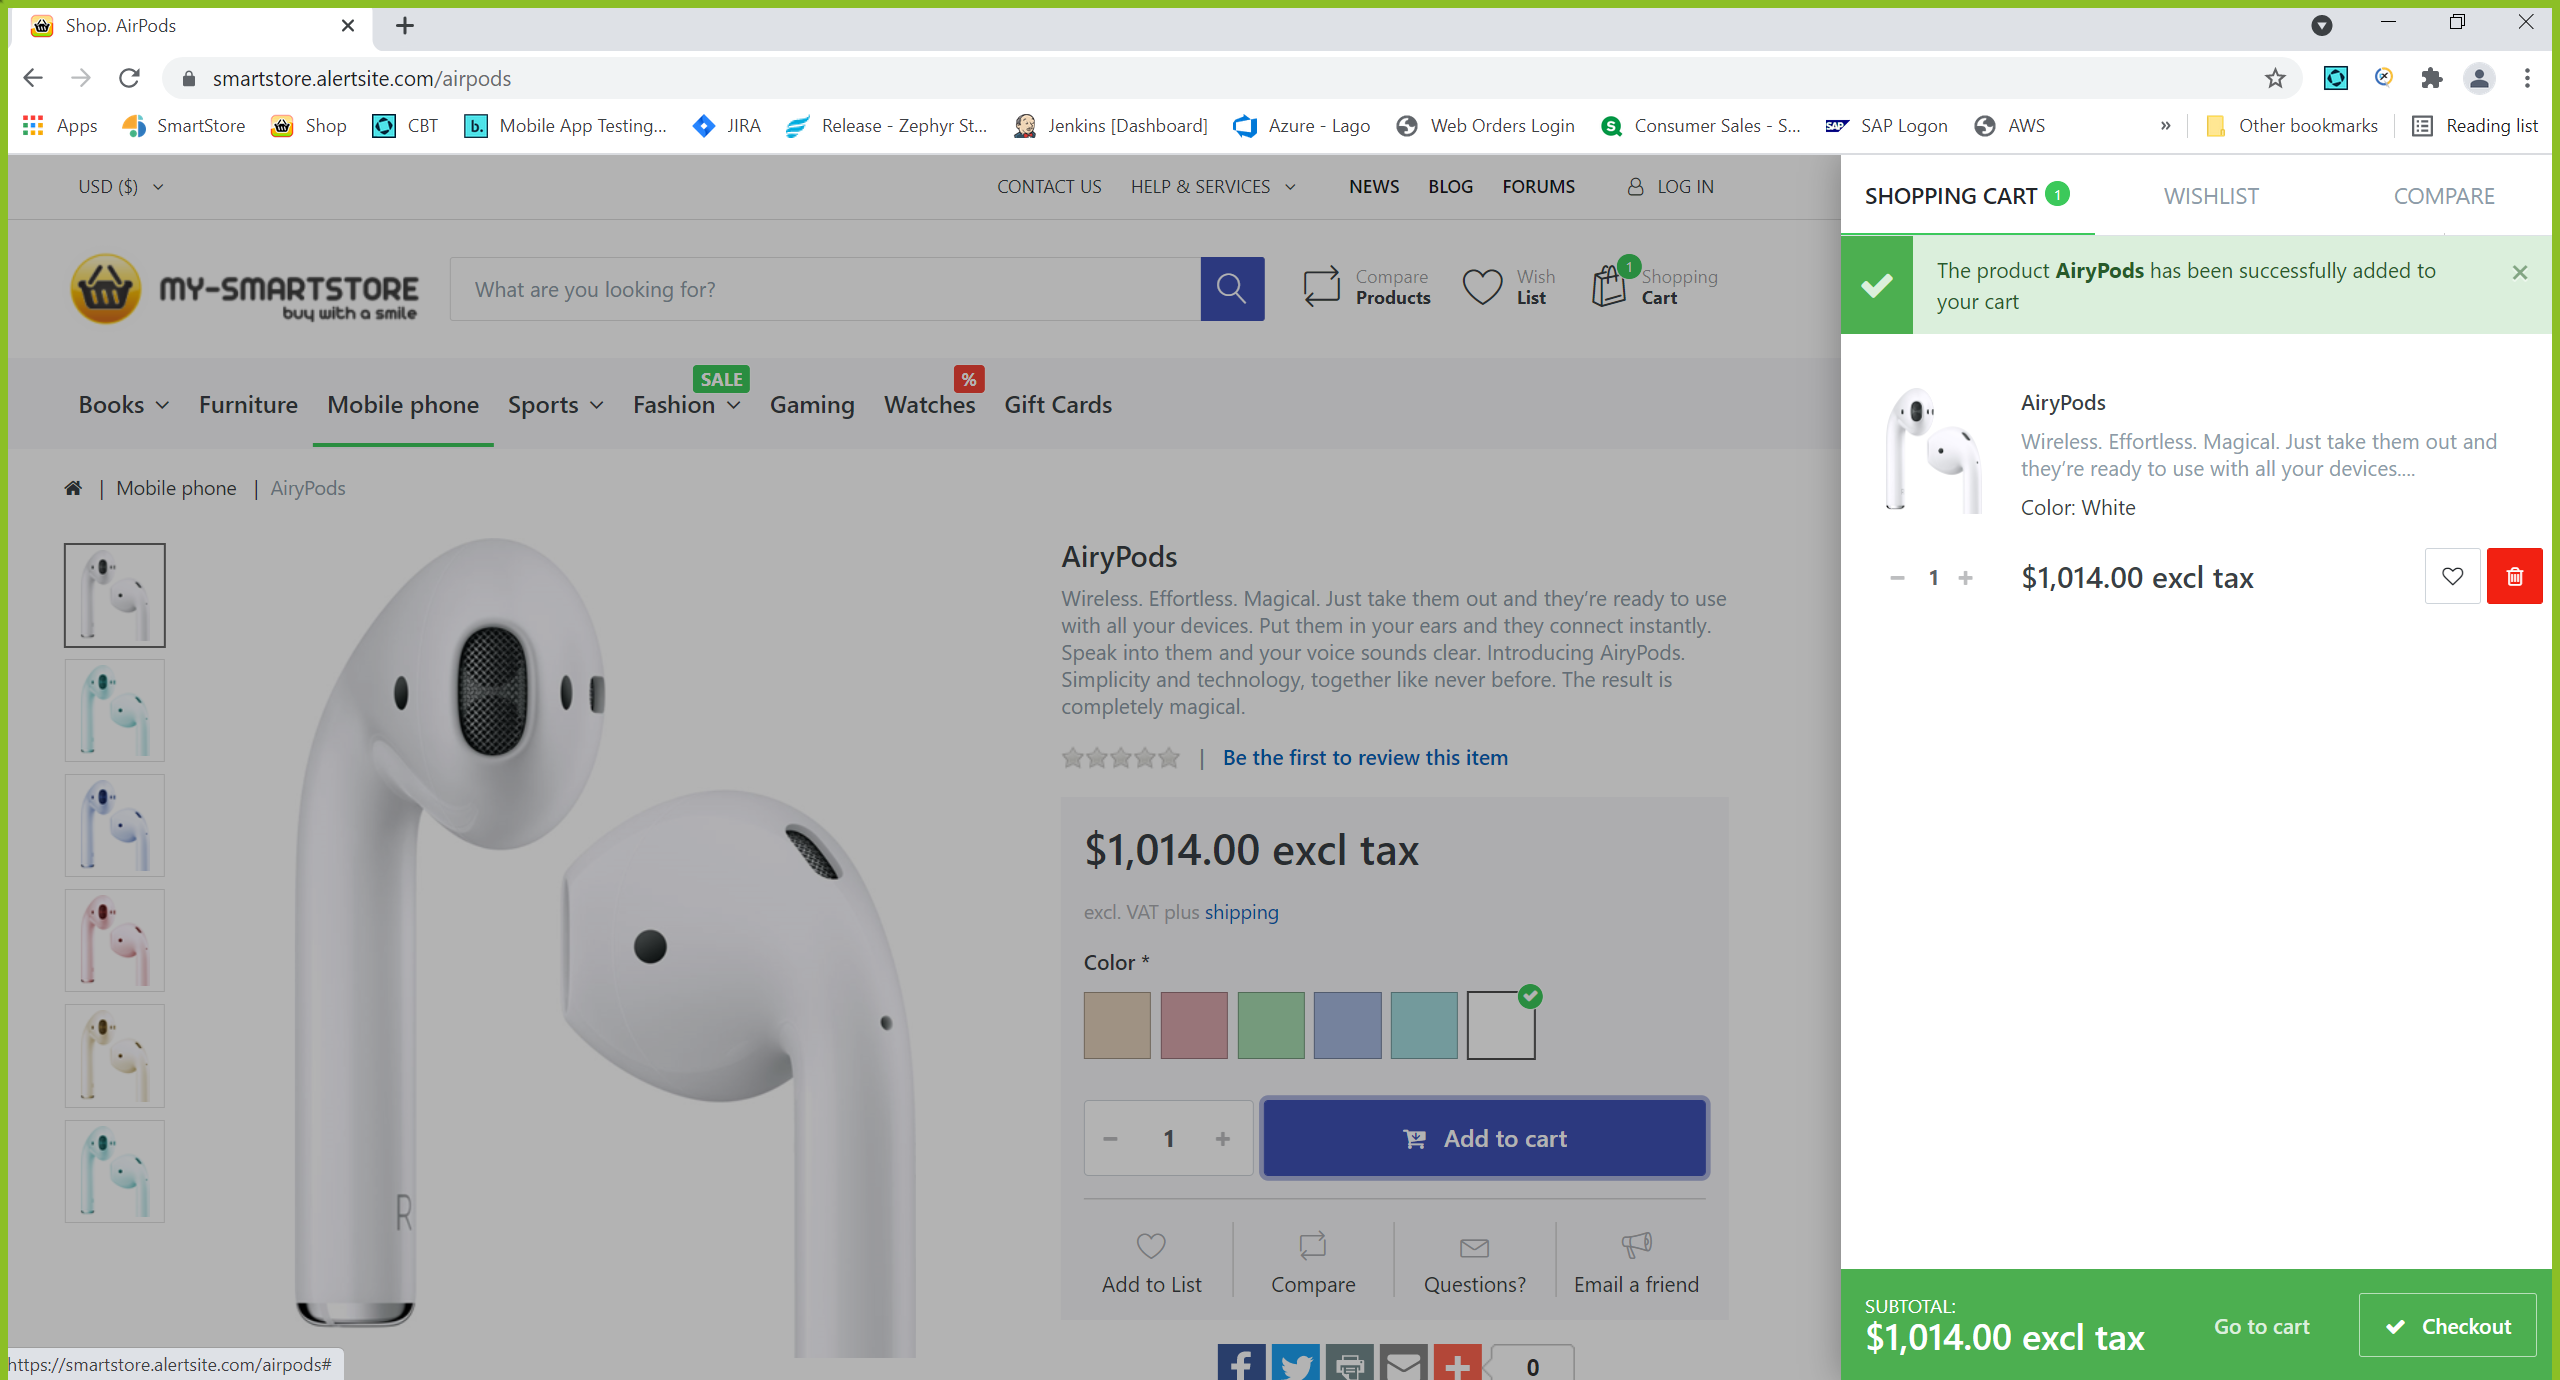 Shop. AirPods
smartstore.alertsite.com/airpods
Apps SmartStore Shop CBT b. Mobile App Testing... JIRA Release - Zephyr St... Jenkins [Dashboard] Azure - Lago Web Orders Login S Consumer Sales - S... SAP SAP Logon AWS » Other bookmarks Reading list
USD ($) CONTACT US HELP & SERVICES NEWS BLOG FORUMS LOG IN
MY-SMARTSTORE
buy with a smile
What are you looking for?
Compare
Products
Wish
List
1
Shopping
Cart
SALE %
Books Furniture Mobile phone Sports Fashion Gaming Watches Gift Cards
| Mobile phone | AiryPods
R
AiryPods
Wireless. Effortless. Magical. Just take them out and they’re ready to use
with all your devices. Put them in your ears and they connect instantly.
Speak into them and your voice sounds clear. Introducing AiryPods.
Simplicity and technology, together like never before. The result is
completely magical.
| Be the first to review this item
$1,014.00 excl tax
excl. VAT plus shipping
Color *
1 Add to cart
Add to List Compare Questions? Email a friend
0
https://smartstore.alertsite.com/airpods#
SHOPPING CART 1 WISHLIST COMPARE
The product AiryPods has been successfully added to
your cart
AiryPods
Wireless. Effortless. Magical. Just take them out and
they’re ready to use with all your devices....
Color: White
1 $1,014.00 excl tax
SUBTOTAL:
$1,014.00 excl tax Go to cart Checkout